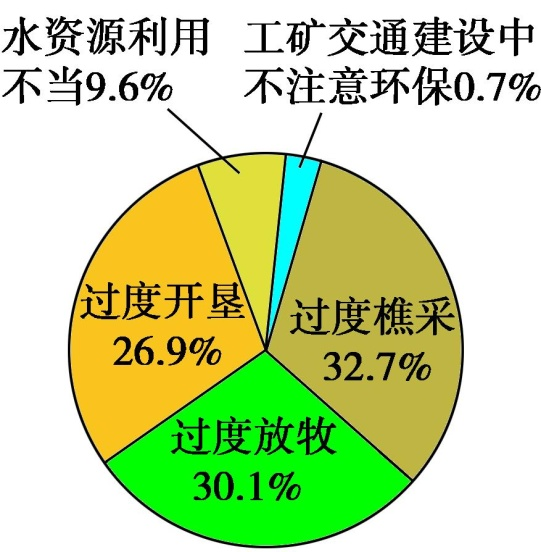 水资源利用
不当9.6%
工矿交通建设中
不注意环保0.7%
过度开垦
26.9%
过度樵采
32.7%
过度放牧
30.1%